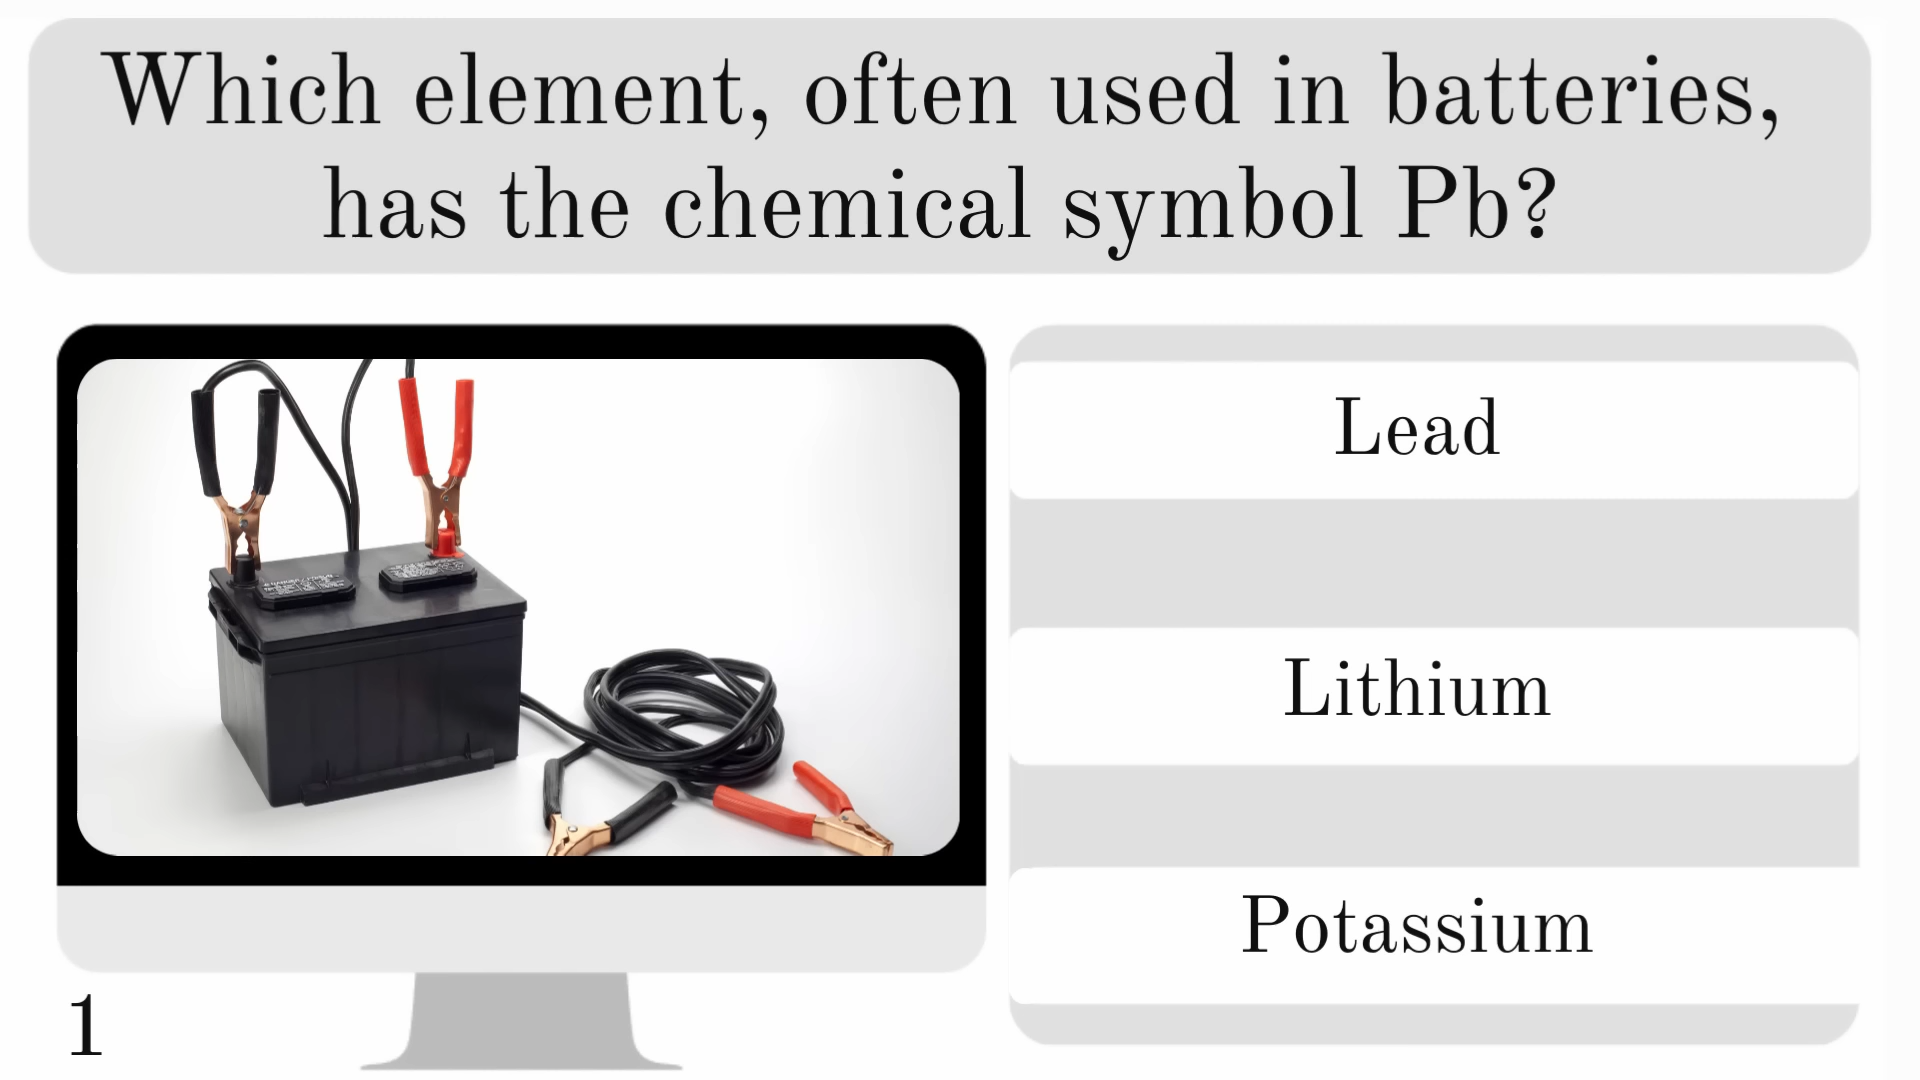 Which element, often used in batteries,
has the chemical symbol Pb?
Lead
Lithium
Potassium
1